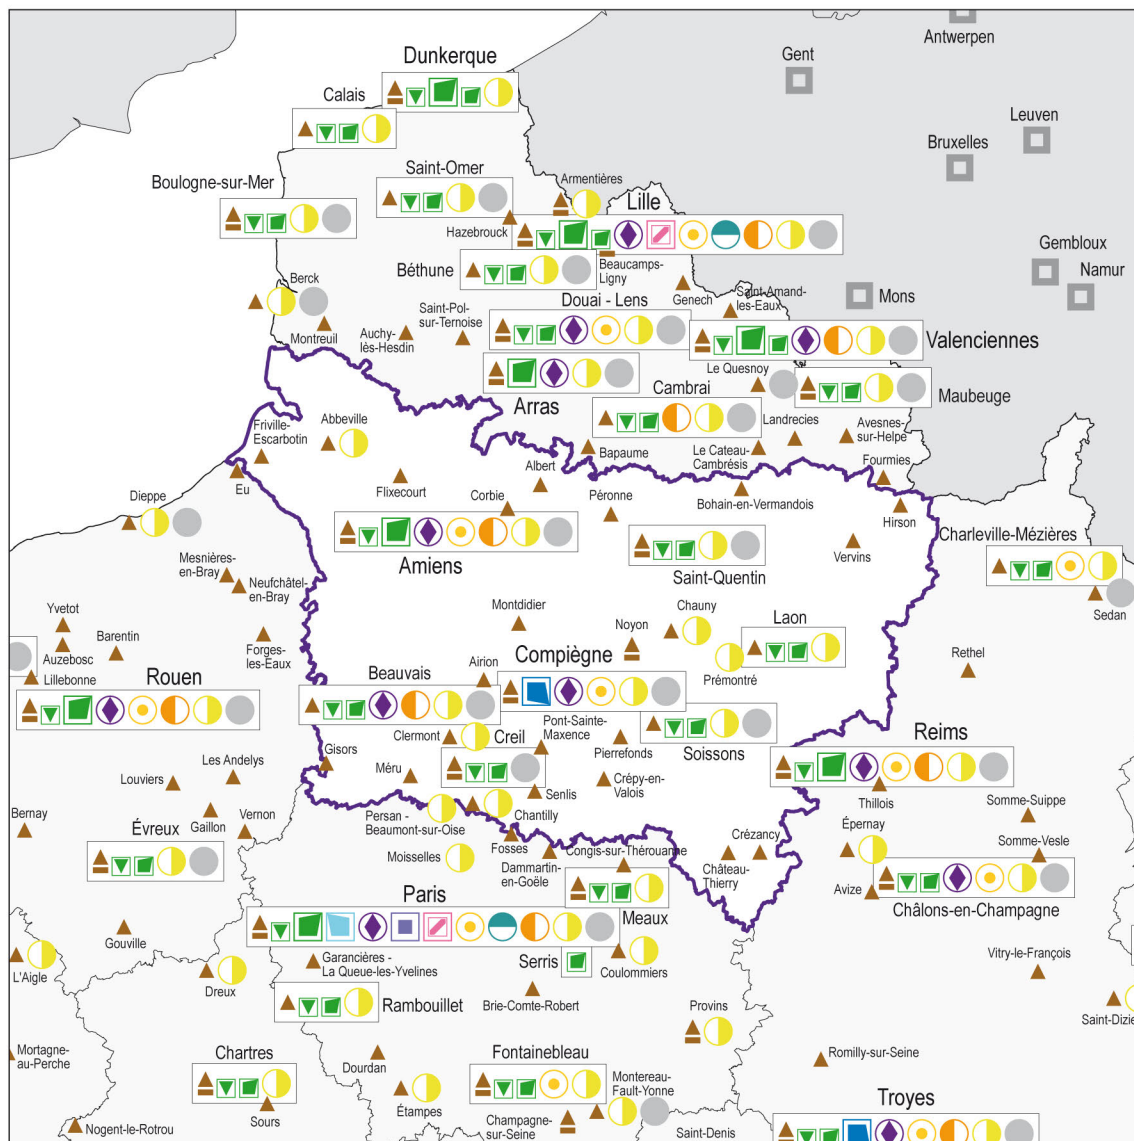 Antwerpen
Dunkerque
Gent
Calais
Leuven
Bruxelles
Saint-Omer
Armentières
Boulogne-sur-Mer
Lille
Hazebrouck
Gembloux
Béthune
Beaucamps-
Ligny
Berck
Genech
Namur
Saint-Amand
les-Eaux
Mons
Douai - Lens
Saint-Pol-
sur-Ternoise
Montreuil
Auchy-
lès-Hesdin
Valenciennes
Le Quesnoy
Cambrai
Maubeuge
Arras
Abbeville
Landrecies
Avesnes-
sur-Helpe
Friville-
Escarbotin
Bapaume
Le Cateau-
Cambrésis
Fourmies
Albert
Eu
Flixecourt
Corbie
Péronne
Bohain-en-Vermandois
Dieppe
Hirson
Charleville-Mézières
Vervins
Mesnières-
en-Bray
Amiens
Saint-Quentin
Neufchâtel-
en-Bray
Sedan
Yvetot
Montdidier
Chauny
Noyon
Laon
Barentin
Auzebosc
Forges-
les-Eaux
Lillebonne
Rouen
Airion
Compiègne
Beauvais
Prémontré
Rethel
Pont-Sainte-
Maxence
Clermont
Creil
Pierrefonds
Soissons
Reims
Gisors
Les Andelys
Louviers
Méru
Crépy-en-
Valois
Senlis
Thillois
Bernay
Gaillon
Vernon
Persan -
Beaumont-sur-Oise
Chantilly
Somme-Suippe
Évreux
Fosses
Crézancy
Épernay
Somme-Vesle
Moisselles
Dammartin-
en-Goële
Congis-sur-Thérouanne
Château-
Thierry
Paris
Avize
Meaux
Châlons-en-Champagne
Gouville
Garancières -
La Queue-les-Yvelines
Serris
Coulommiers
Vitry-le-François
L'Aigle
Dreux
Rambouillet
Brie-Comte-Robert
Provins
Saint-Dizie
Mortagne-
au-Perche
Chartres
Dourdan
Fontainebleau
Montereau-
Fault-Yonne
Romilly-sur-Seine
Étampes
Troyes
Nogent-le-Rotrou
Sours
Champagne-
sur-Seine
Saint-Denis